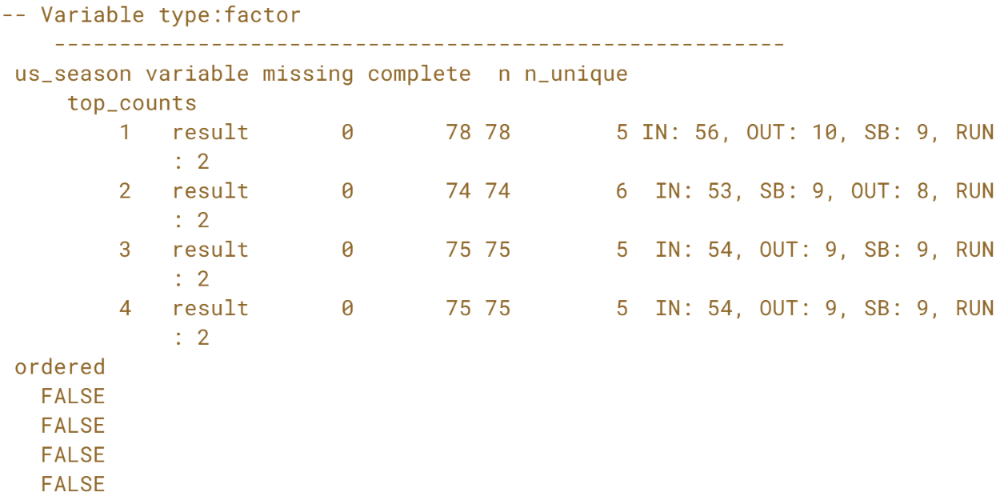 -- Variable type:factor
--------------------------------------------------------
us_season variable missing complete n n_unique
top_counts
1 result 0 78 78 5 IN: 56, OUT: 10, SB: 9, RUN
: 2
2 result 0 74 74 6 IN: 53, SB: 9, OUT: 8, RUN
: 2
3 result 0 75 75 5 IN: 54, OUT: 9, SB: 9, RUN
: 2
4 result 0 75 75 5 IN: 54, OUT: 9, SB: 9, RUN
: 2
ordered
FALSE
FALSE
FALSE
FALSE